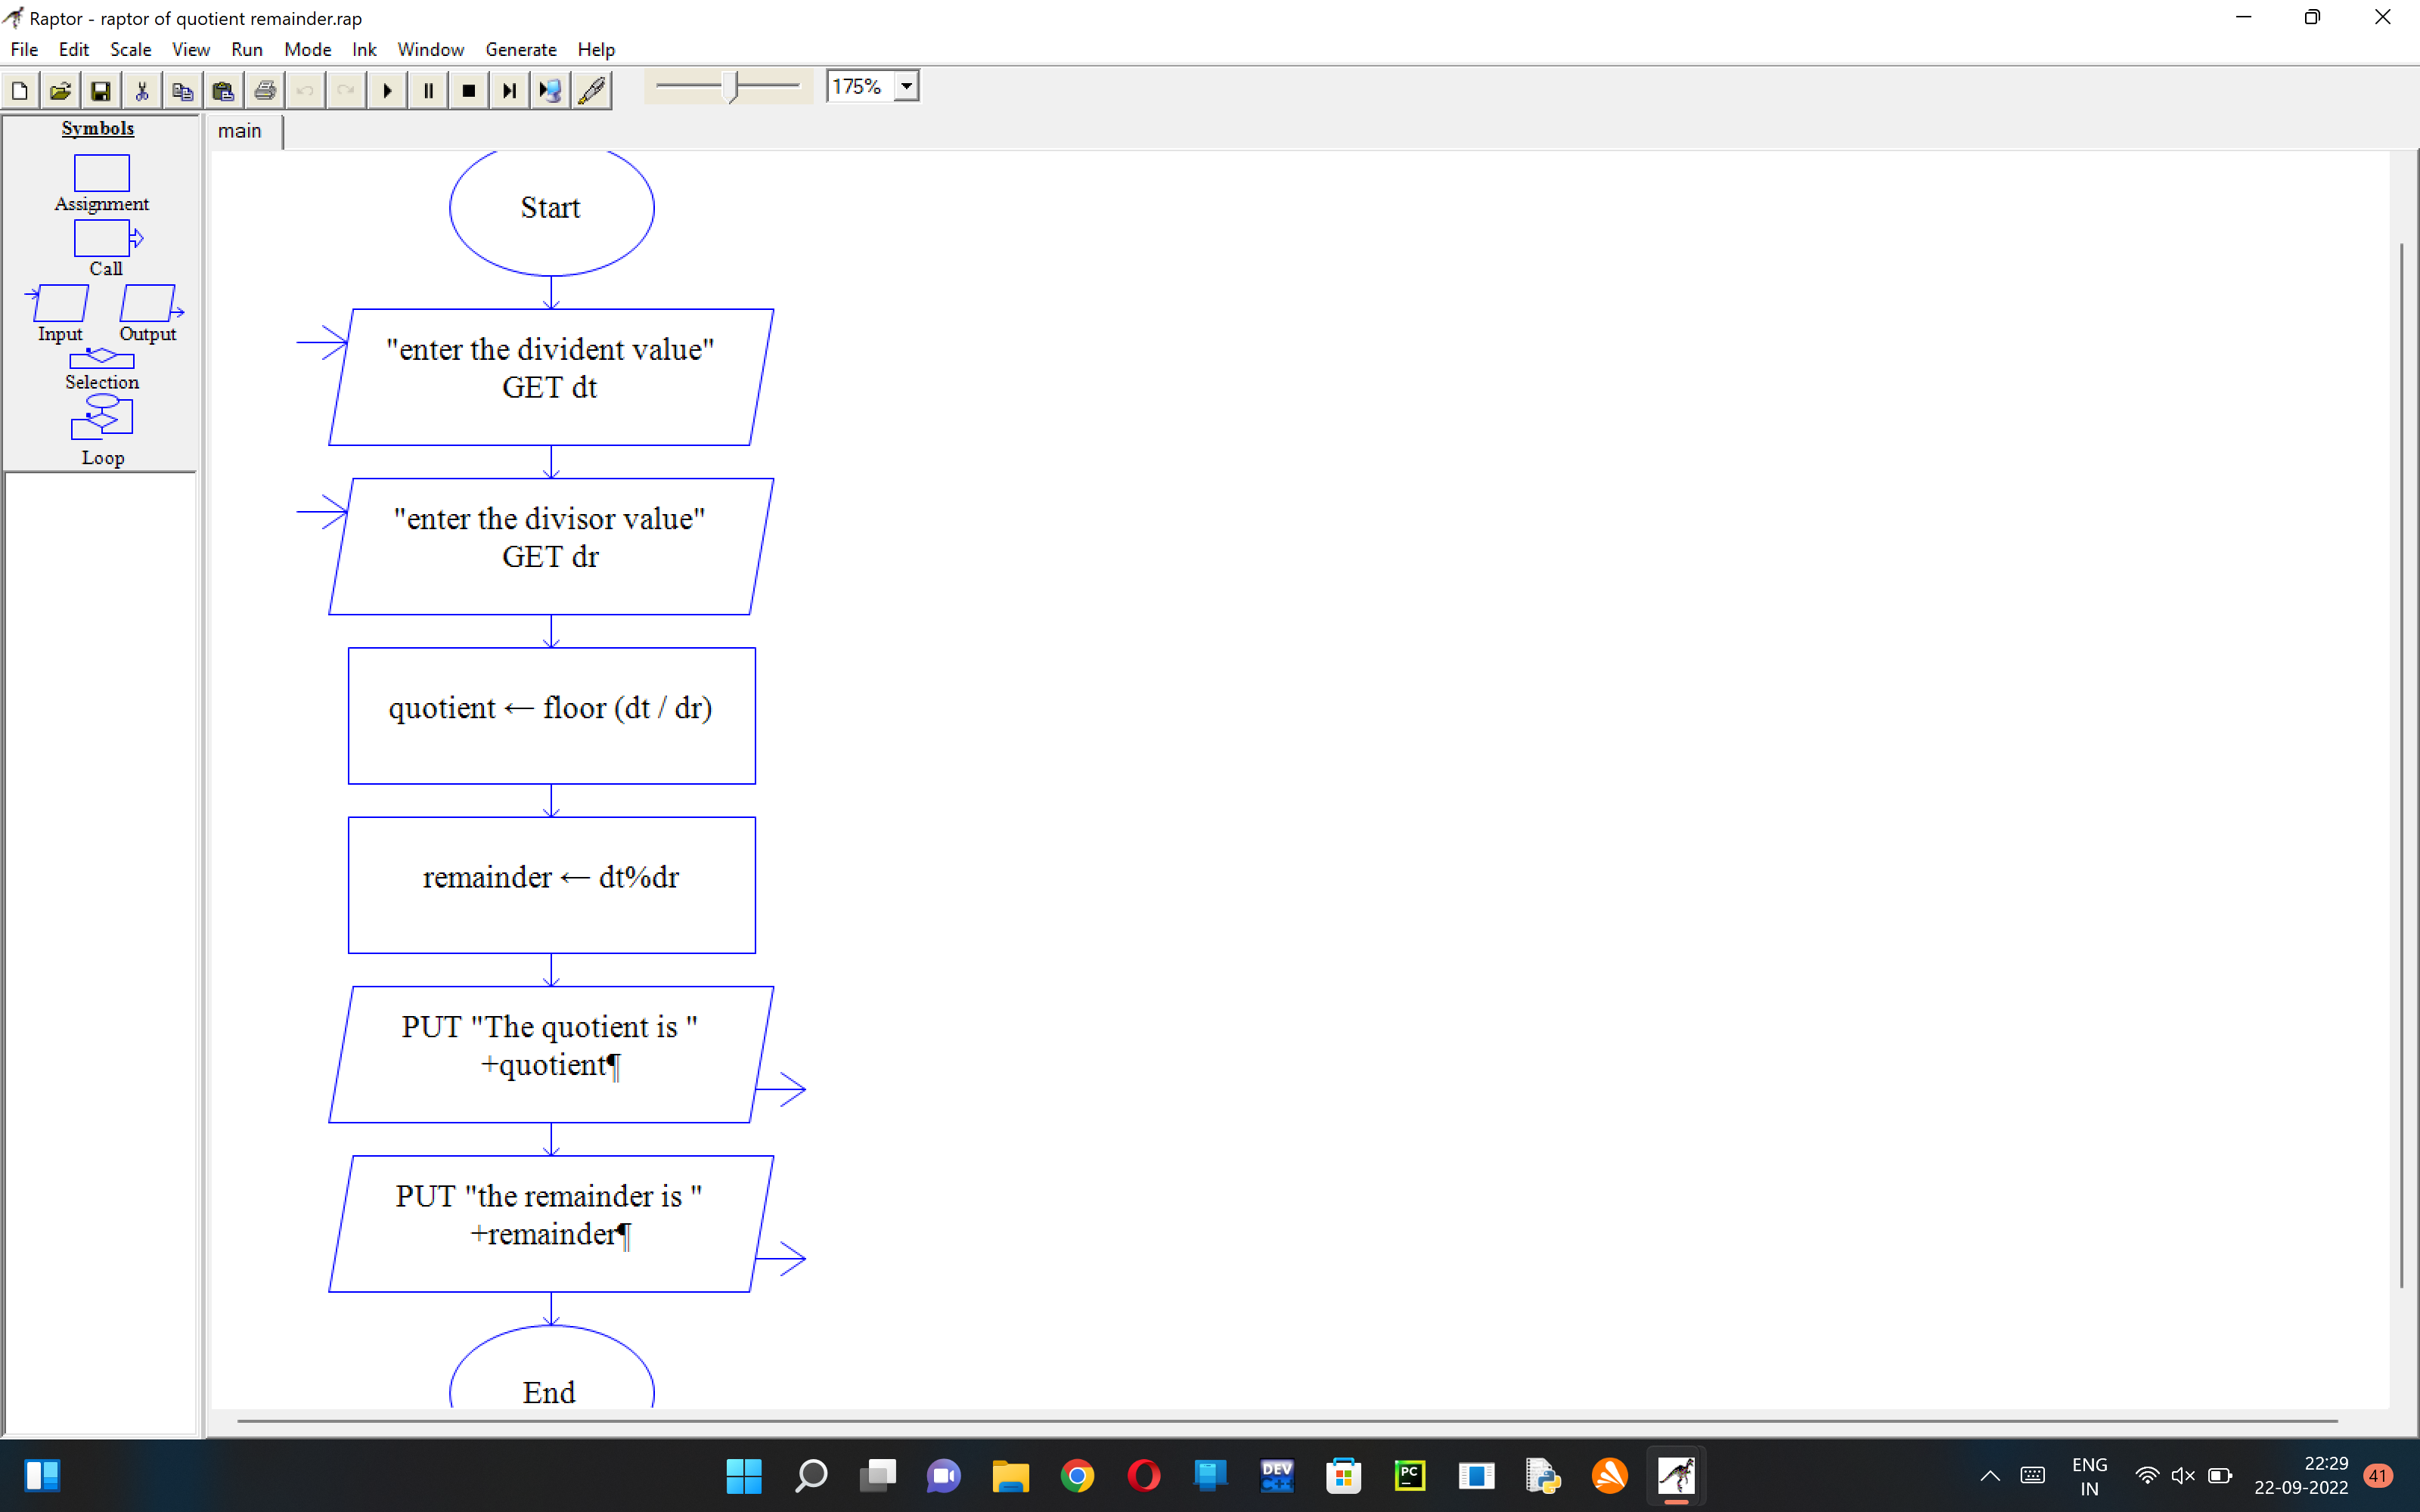 Raptor - raptor of quotient remainder.rap
File Edit Scale View Run Mode Ink Window Generate Help
175%
Symbols
Assignment
Call
Input Output
Selection
Loop
main
Start
"enter the divident value"
GET dt
"enter the divisor value"
GET dr
quotient ← floor (dt / dr)
remainder ← dt%dr
PUT "The quotient is "
+quotient¶
PUT "the remainder is "
+remainder¶
End
DEV
C++
PC
ENG
IN
22:29
22-09-2022
41